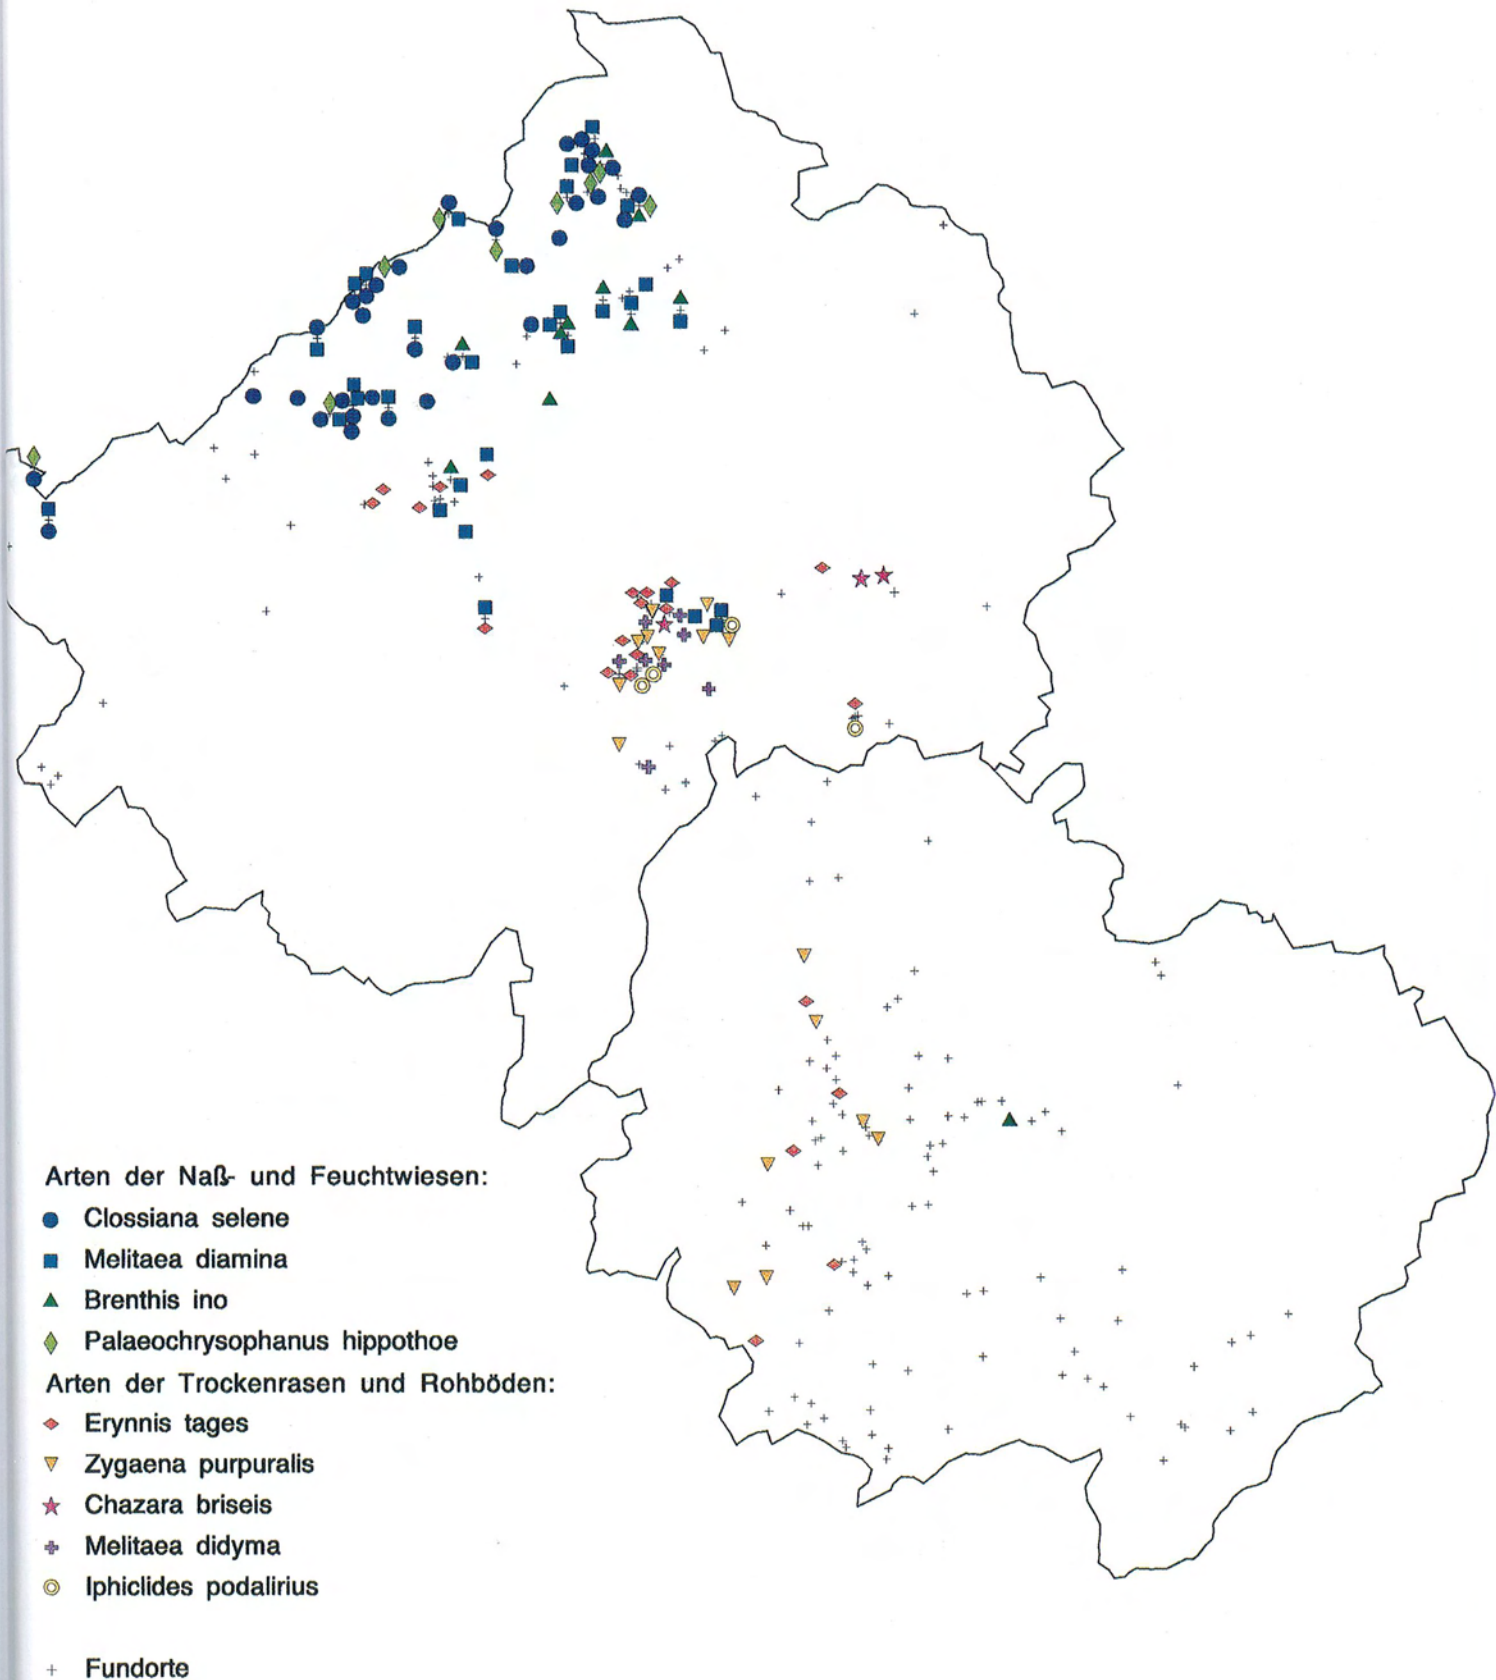 Arten der Naß- und Feuchtwiesen:
Clossiana selene
Melitaea diamina
Brenthis ino
Palaeochrysophanus hippothoe
Arten der Trockenrasen und Rohböden:
Erynnis tages
Zygaena purpuralis
Chazara briseis
Melitaea didyma
Iphiclides podalirius
Fundorte